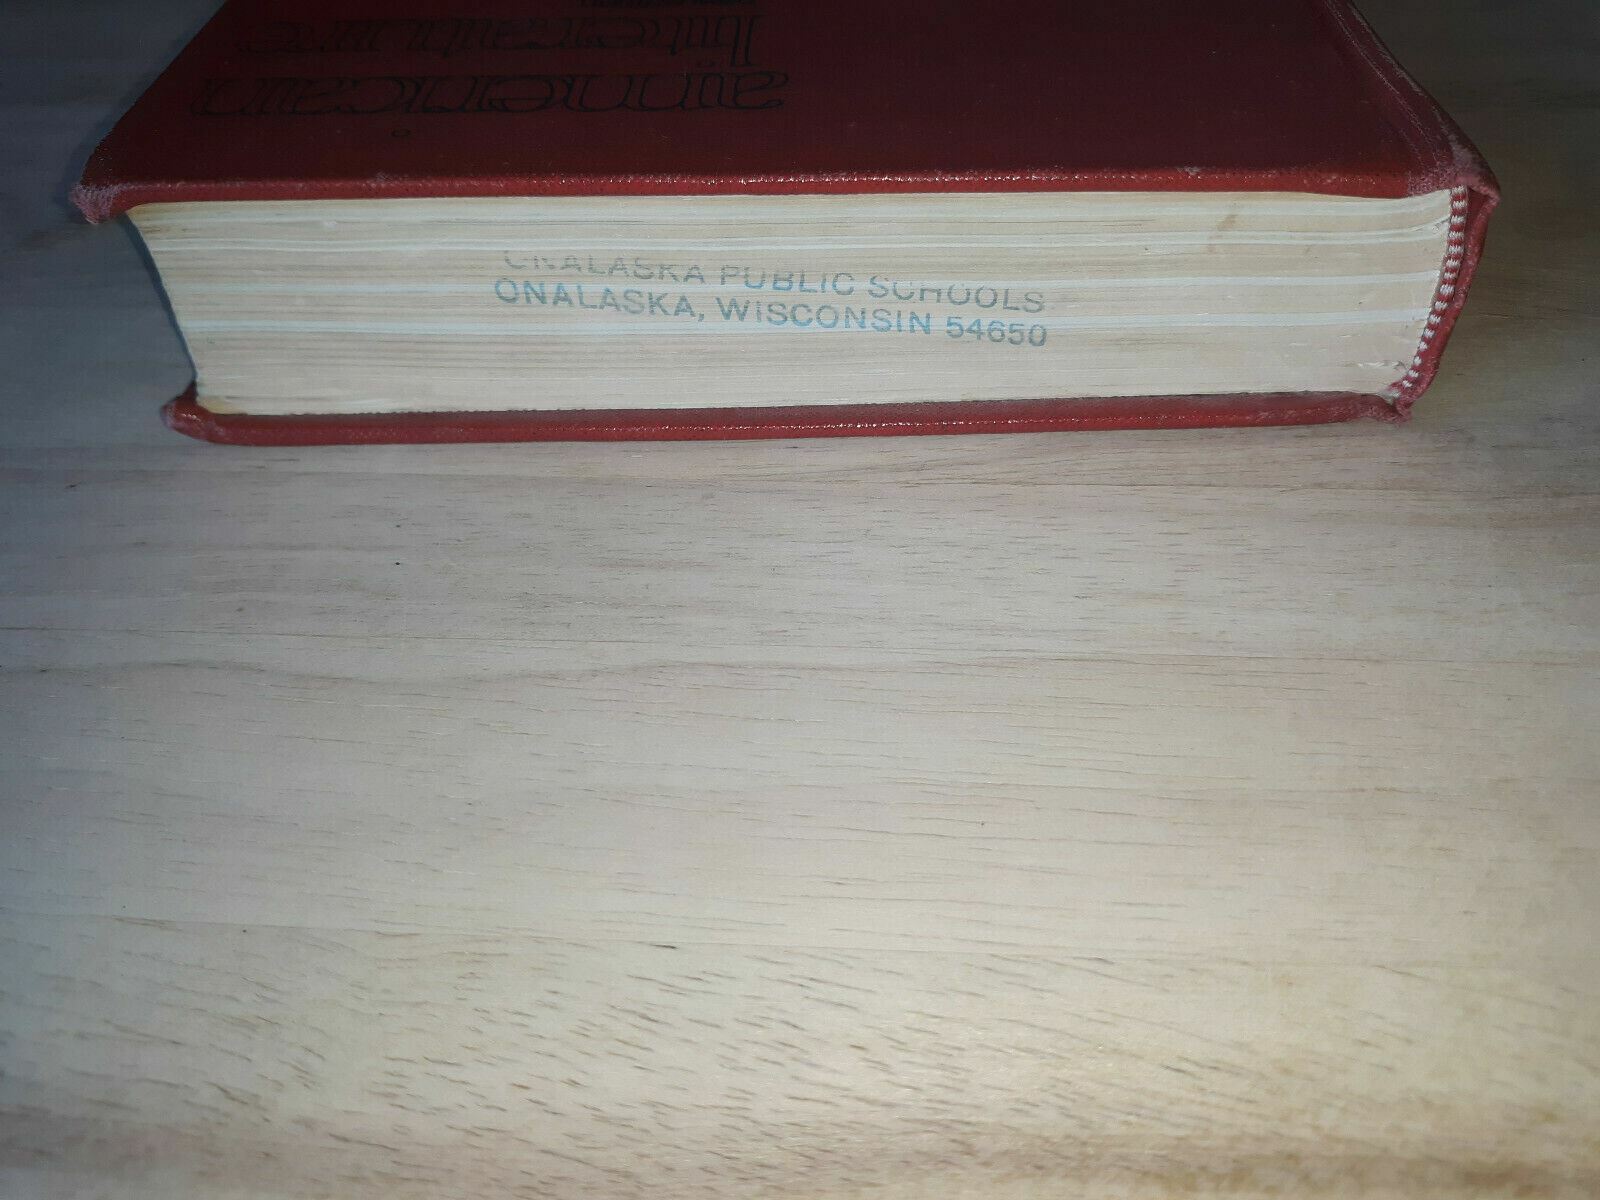 american
literature
ONALASKA PUBLIC SCHOOLS
ONALASKA, WISCONSIN 54650